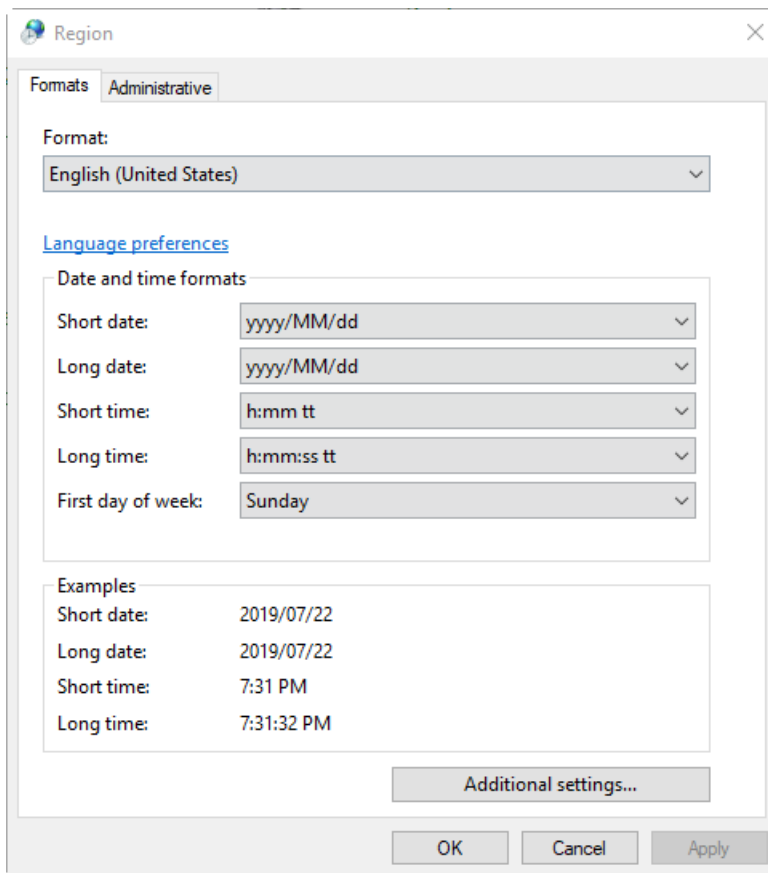 Region
Formats Administrative
Format:
English (United States)
Language preferences
Date and time formats
Short date: yyyy/MM/dd
Long date: yyyy/MM/dd
Short time: h:mm tt
Long time: h:mm:ss tt
First day of week: Sunday
Examples
Short date: 2019/07/22
Long date: 2019/07/22
Short time: 7:31 PM
Long time: 7:31:32 PM
Additional settings...
OK Cancel Apply